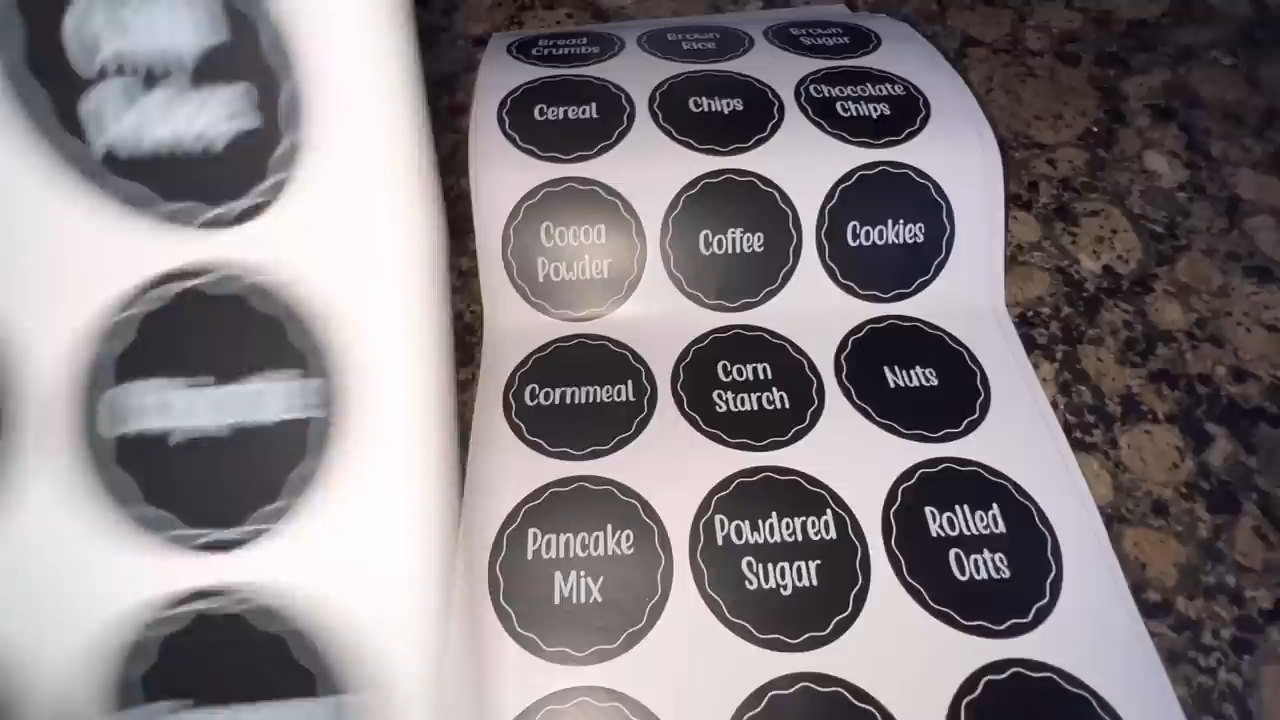 Bread
Crumbs
Brown
Rice
Brown
Sugar
Cereal
Chips
Chocolate
Chips
Cocoa
Powder
Coffee
Cookies
Cornmeal
Corn
Starch
Nuts
Pancake
Mix
Powdered
Sugar
Rolled
Oats